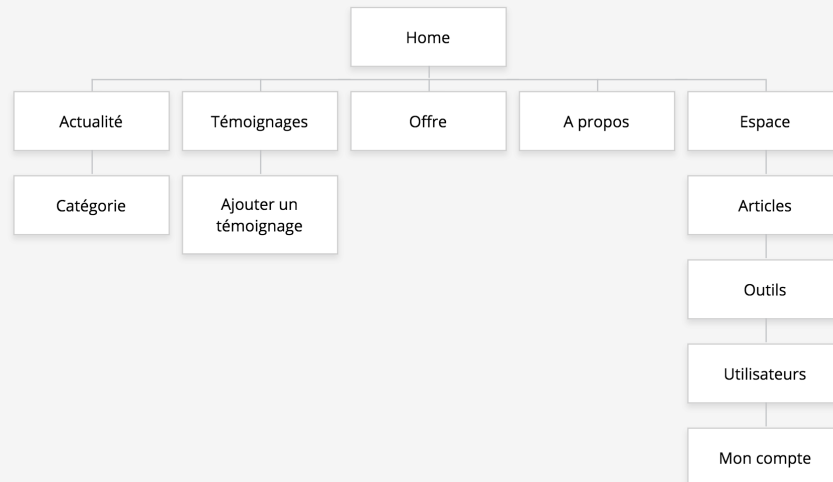 Home
Actualité
Témoignages
Offre
A propos
Espace
Catégorie
Ajouter un
témoignage
Articles
Outils
Utilisateurs
Mon compte